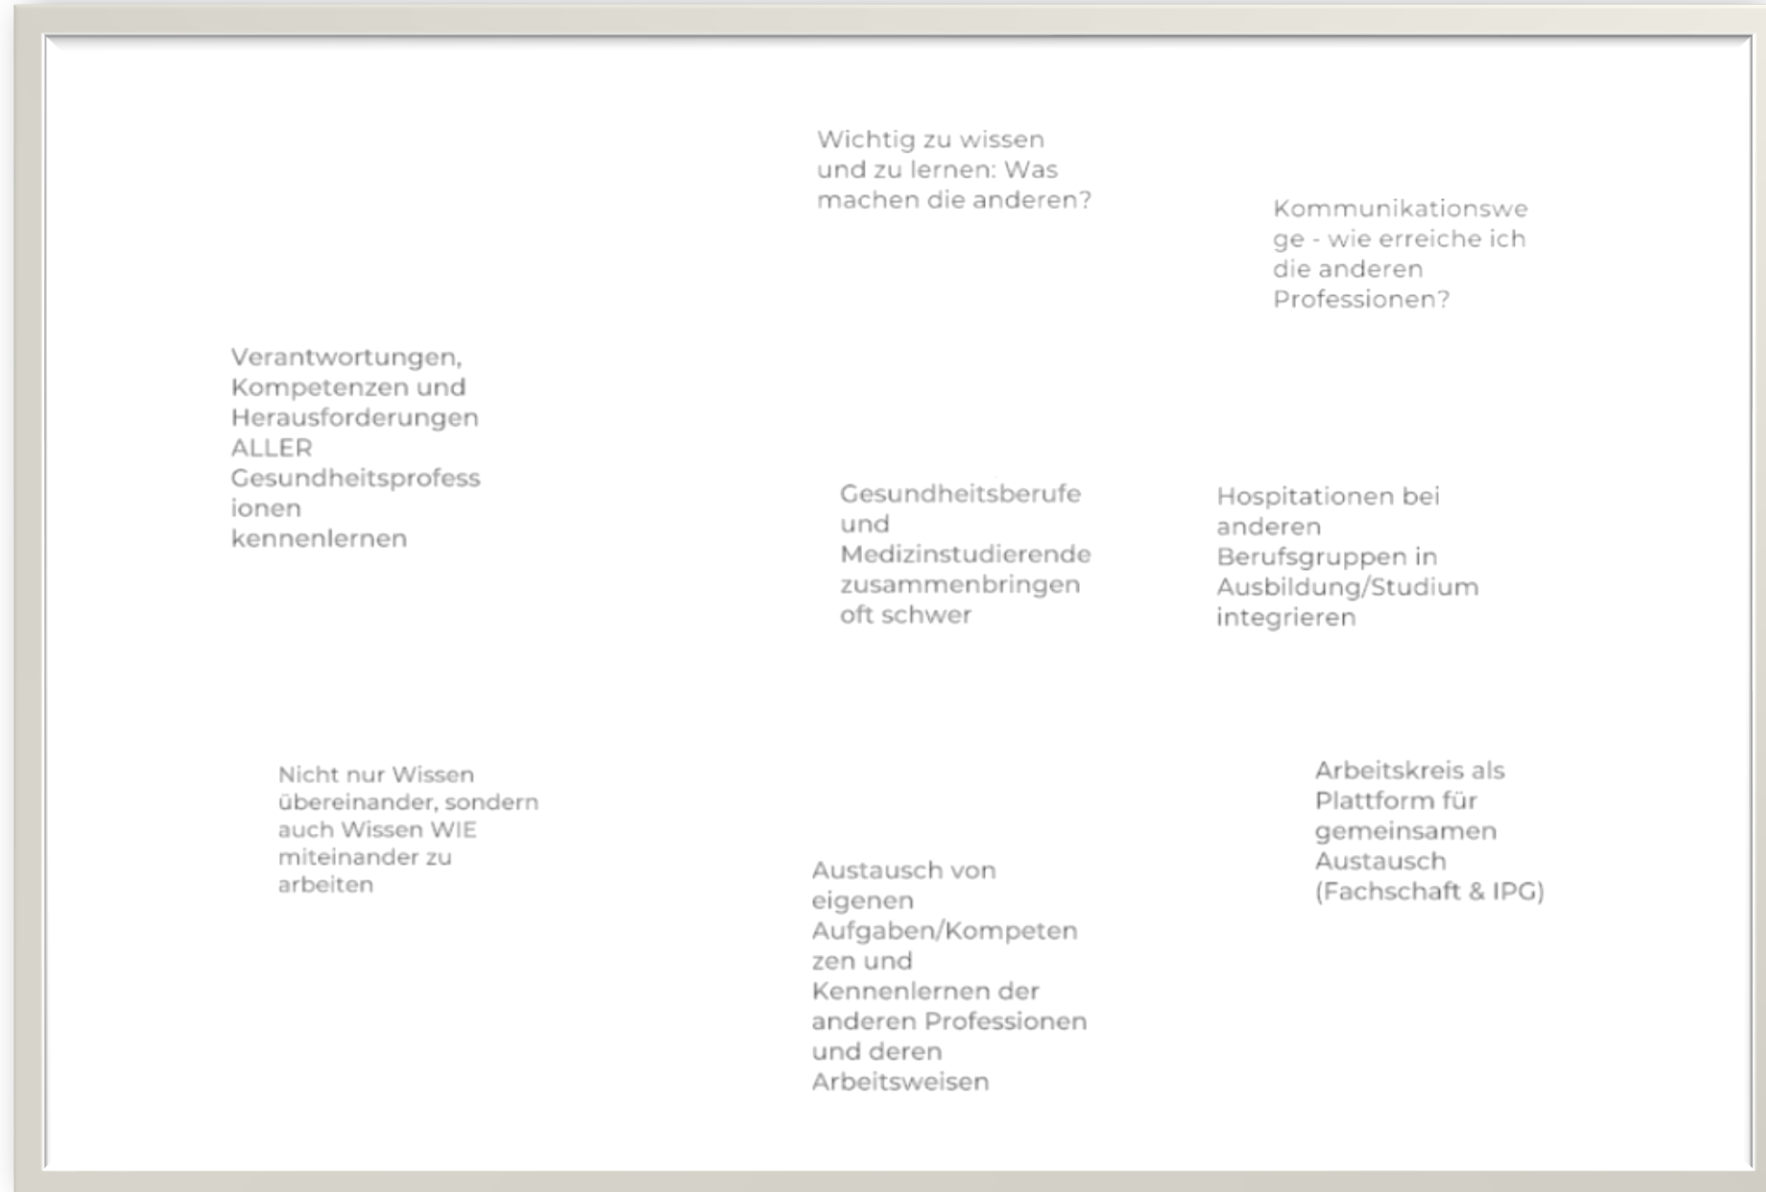 Wichtig zu wissen
und zu lernen: Was
machen die anderen?
Kommunikationswe
ge - wie erreiche ich
die anderen
Professionen?
Verantwortungen,
Kompetenzen und
Herausforderungen
ALLER
Gesundheitsprofess
ionen
kennenlernen
Gesundheitsberufe
und
Medizinstudierende
zusammenbringen
oft schwer
Hospitationen bei
anderen
Berufsgruppen in
Ausbildung/Studium
integrieren
Nicht nur Wissen
übereinander, sondern
auch Wissen WIE
miteinander zu
arbeiten
Arbeitskreis als
Plattform für
gemeinsamen
Austausch
(Fachschaft & IPG)
Austausch von
eigenen
Aufgaben/Kompeten
zen und
Kennenlernen der
anderen Professionen
und deren
Arbeitsweisen